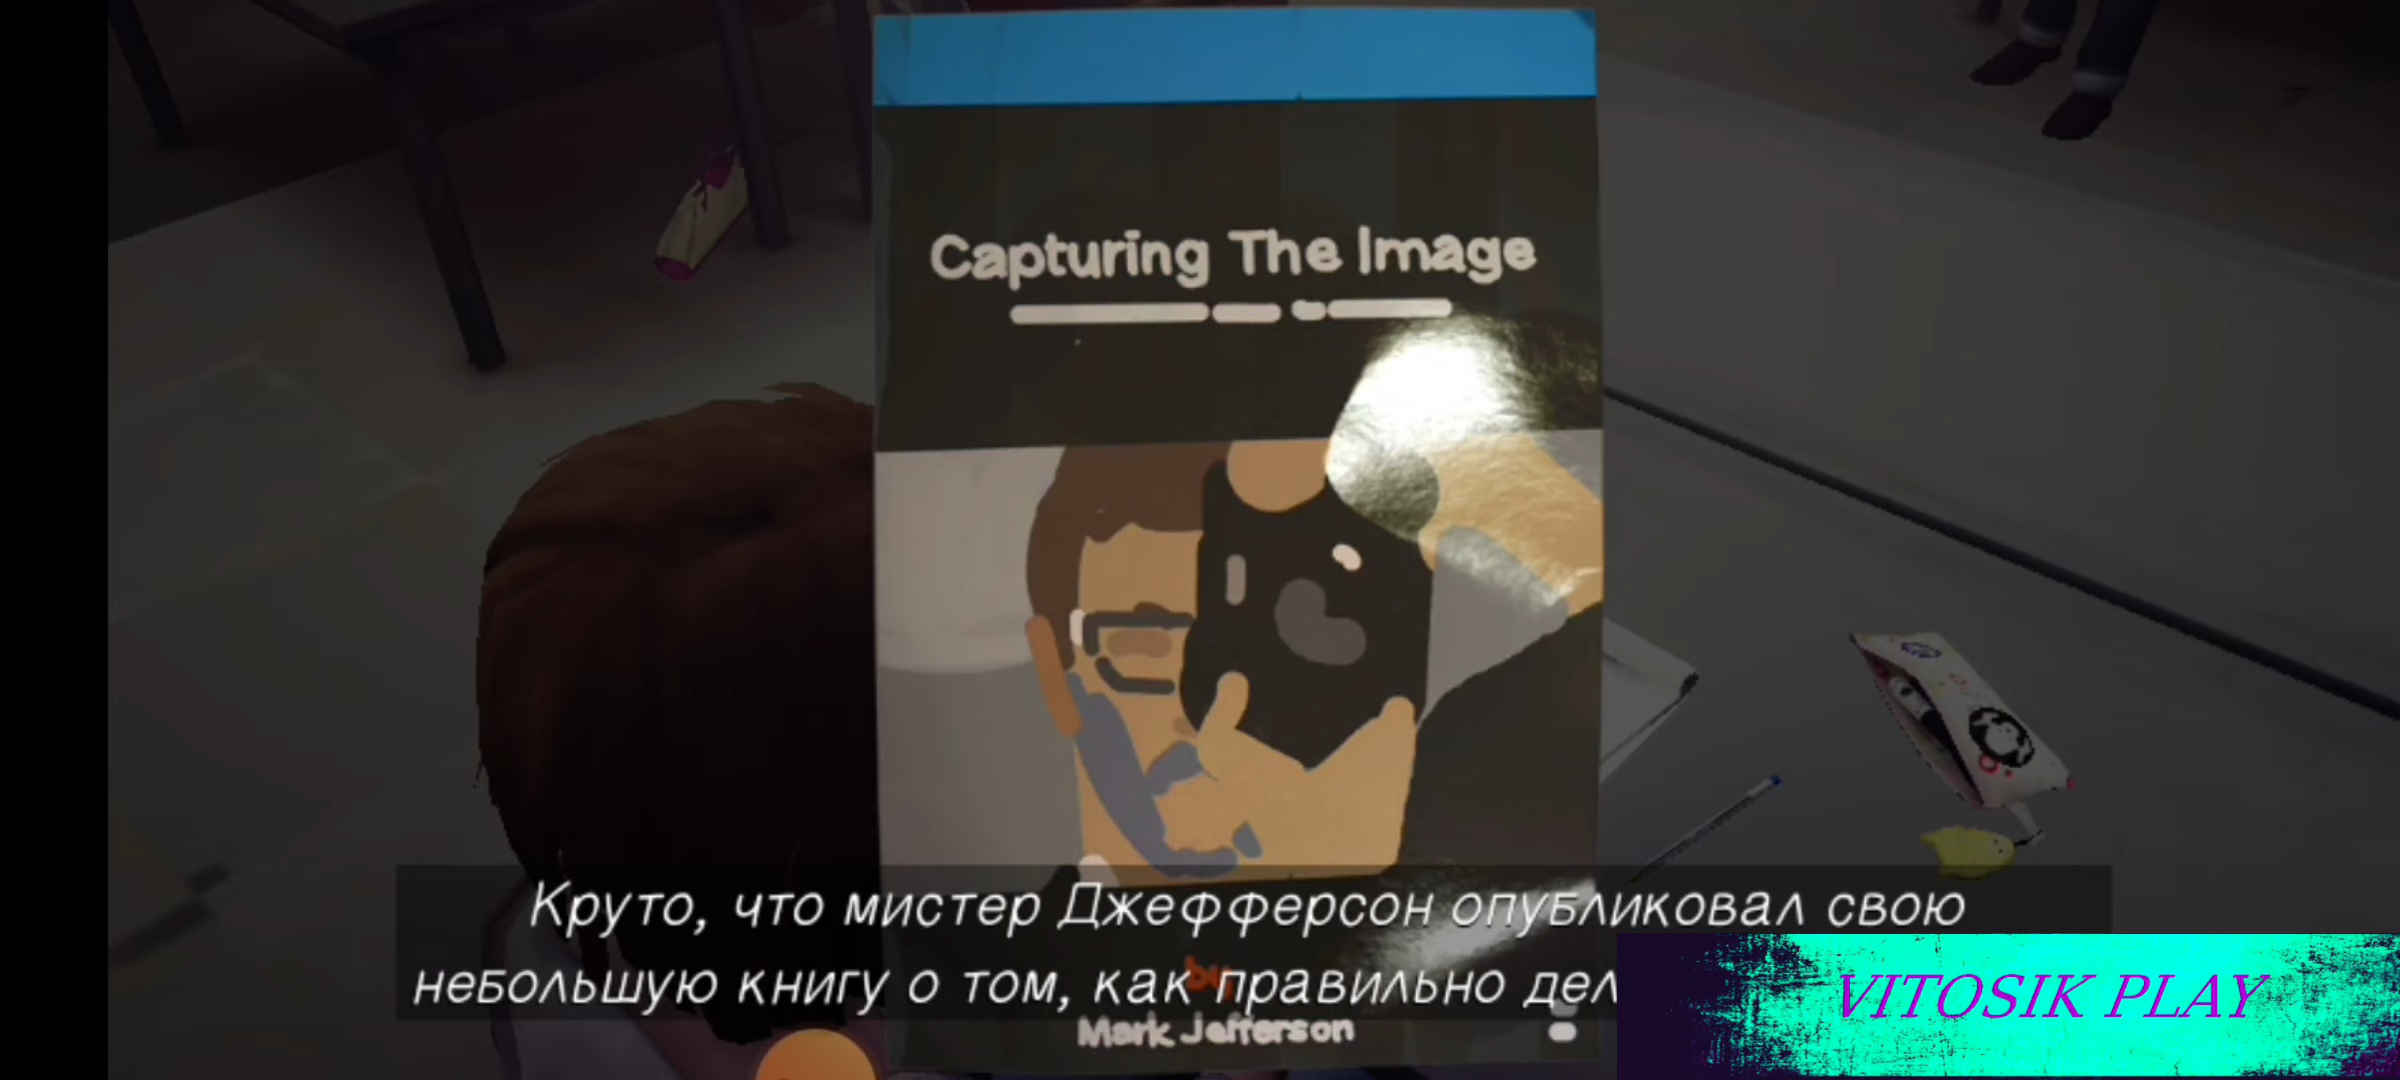 Capturing The Image
Круто, что мистер Джефферсон опубликовал свою
небольшую книгу о том, как правильно дел
by
Mark Jefferson
VITOSIK PLAY